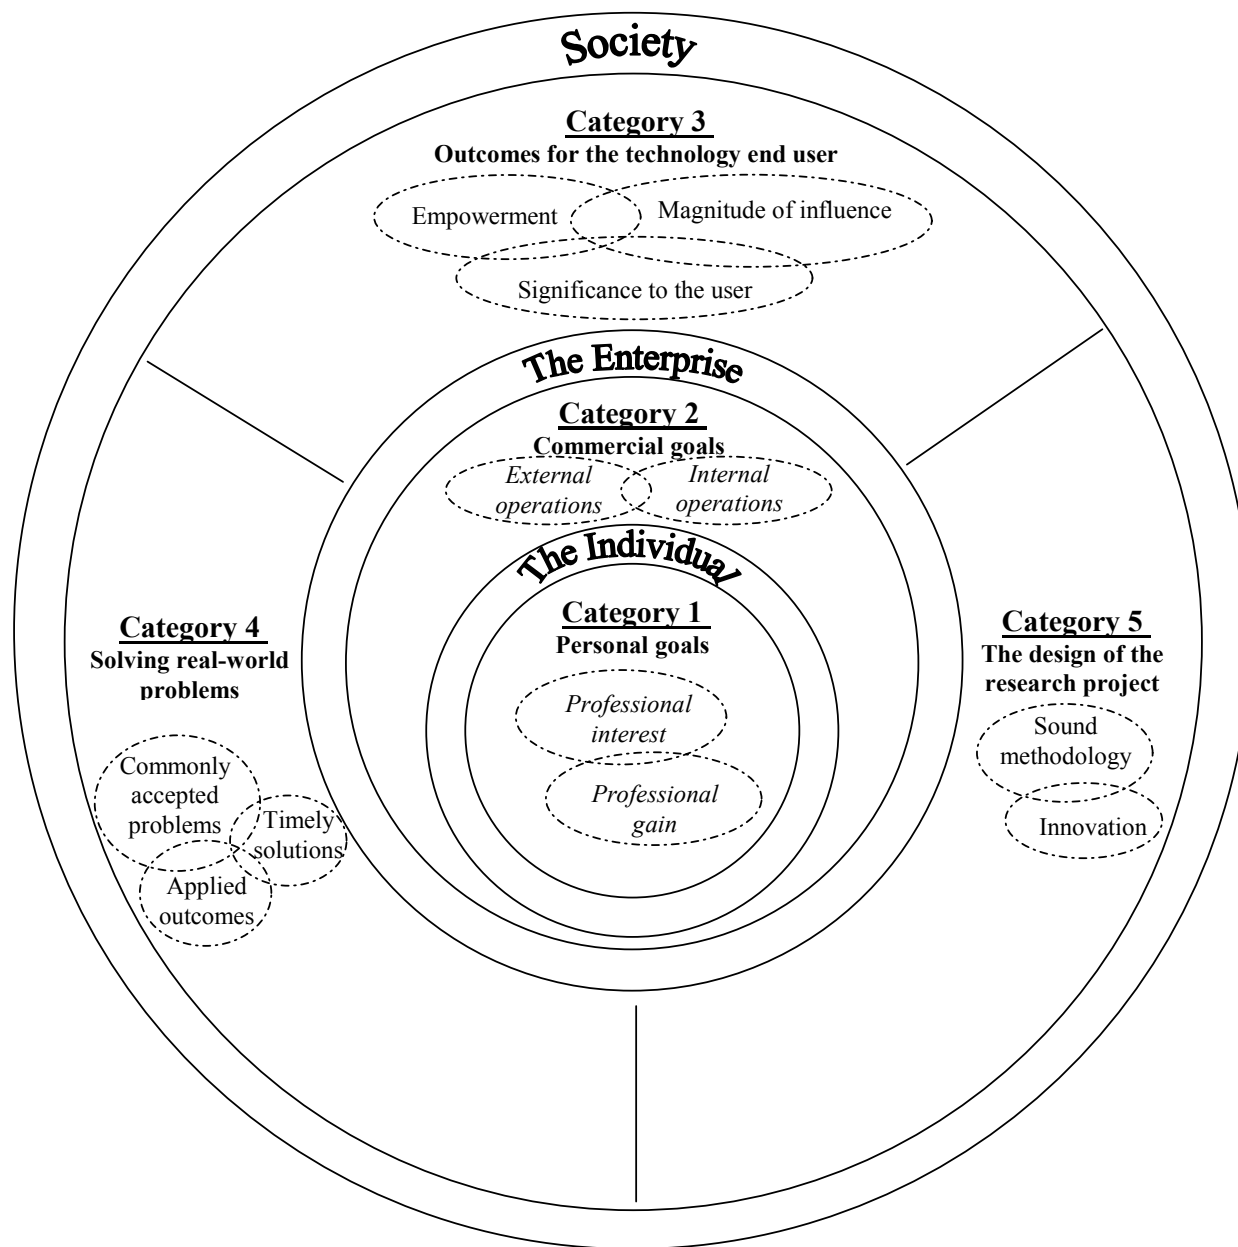 Society
Category 3
Outcomes for the technology end user
Empowerment
Magnitude of influence
Significance to the user
The Enterprise
Category 2
Commercial goals
External
operations
Internal
operations
The Individual
Category 1
Personal goals
Professional
interest
Professional
gain
Category 4
Solving real-world
problems
Commonly
accepted
problems
Timely
solutions
Applied
outcomes
Category 5
The design of the
research project
Sound
methodology
Innovation